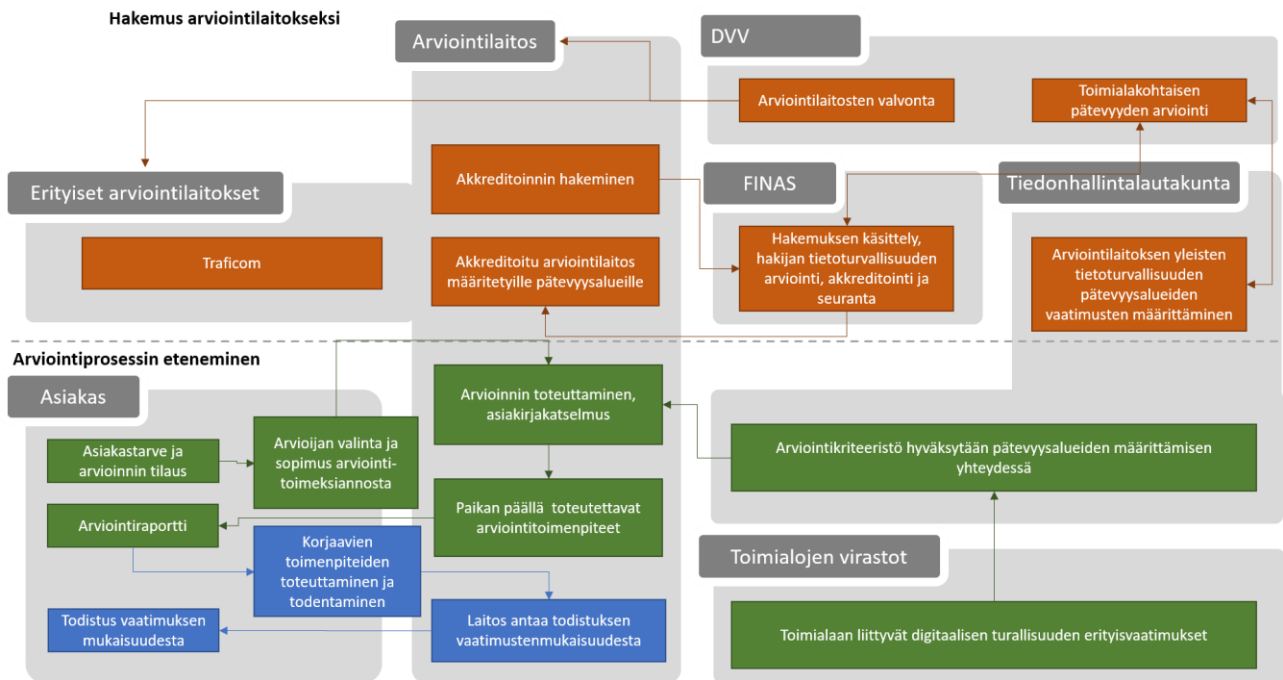 Hakemus arviointilaitokseksi
Arviointilaitos
DVV
Arviointilaitosten valvonta
Toimialakohtaisen
pätevyyden arviointi
Erityiset arviointilaitokset
Traficom
Akkreditoinnin hakeminen
Akkreditoitu arviointilaitos
määritetyille pätevyysalueille
FINAS
Hakemuksen käsittely,
hakijan tietoturvallisuuden
arviointi, akkreditointi ja
seuranta
Tiedonhallintalautakunta
Arviointilaitoksen yleisten
tietoturvallisuuden
pätevyysalueiden
vaatimusten määrittäminen
Arviointiprosessin eteneminen
Asiakas
Asiakastarve ja
arvioinnin tilaus
Arvioijan valinta ja
sopimus arviointi-
toimeksiannosta
Arvioinnin toteuttaminen,
asiakirjakatselmus
Arviointikriteeristö hyväksytään pätevyysalueiden määrittämisen
yhteydessä
Arviointiraportti
Paikan päällä toteutettavat
arviointitoimenpiteet
Korjaavien
toimenpiteiden
toteuttaminen ja
todentaminen
Toimialojen virastot
Todistus vaatimuksen
mukaisuudesta
Laitos antaa todistuksen
vaatimustenmukaisuudesta
Toimialaan liittyvät digitaalisen turallisuuden erityisvaatimukset